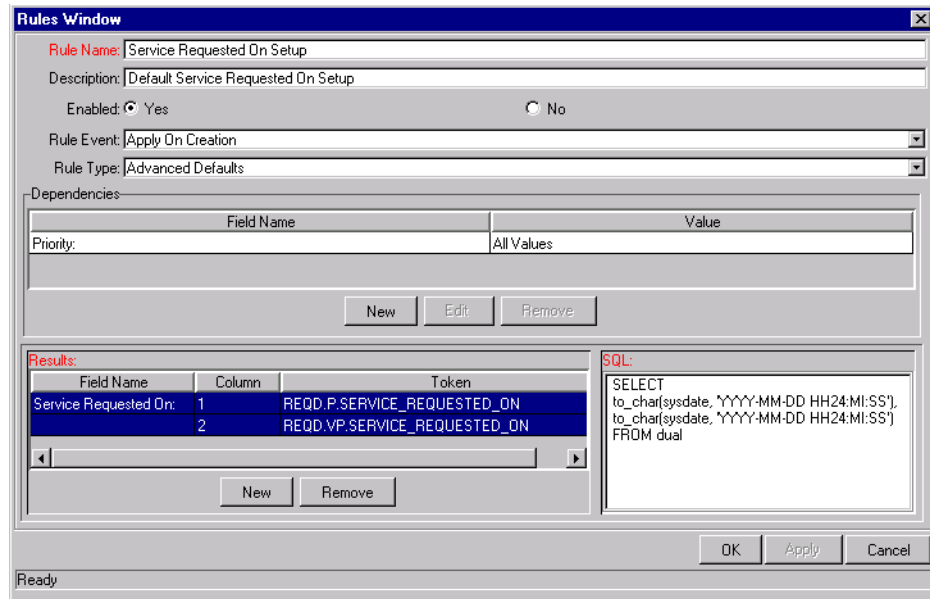 Rules Window
Rule Name: Service Requested On Setup
Description: Default Service Requested On Setup
Enabled: Yes No
Rule Event: Apply On Creation
Rule Type: Advanced Defaults
Dependencies
Field Name Value
Priority: All Values
New Edit Remove
Results:
Field Name Column Token
Service Requested On: 1 REQD.P.SERVICE_REQUESTED_ON
2 REQD.VP.SERVICE_REQUESTED_ON
New Remove
SQL:
SELECT
to_char(sysdate, 'YYYY-MM-DD HH24:MI:SS'),
to_char(sysdate, 'YYYY-MM-DD HH24:MI:SS')
FROM dual
OK Apply Cancel
Ready